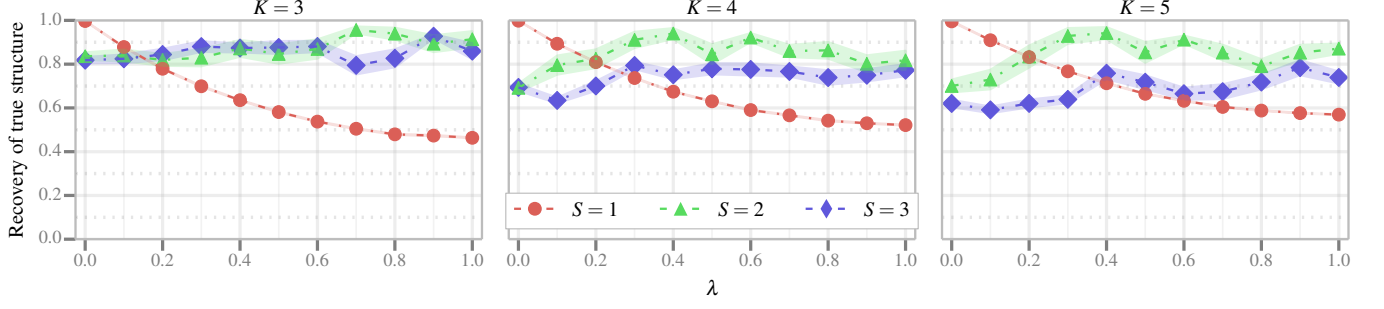 K = 3
K = 4
K = 5
Recovery of true structure
1.0
0.8
0.6
0.4
0.2
0.0
S = 1
S = 2
S = 3
0.0 0.2 0.4 0.6 0.8 1.0
0.0 0.2 0.4 0.6 0.8 1.0
0.0 0.2 0.4 0.6 0.8 1.0
λ